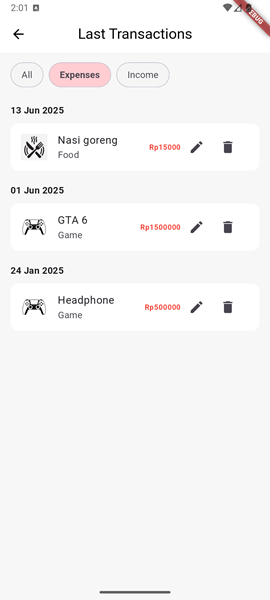 2:01
DEBUG
Last Transactions
All
Expenses
Income
13 Jun 2025
Nasi goreng
Food
Rp15000
01 Jun 2025
GTA 6
Game
Rp1500000
24 Jan 2025
Headphone
Game
Rp500000